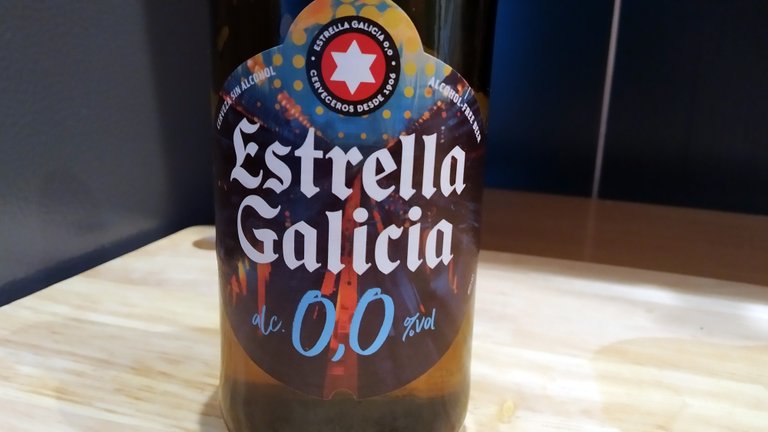 ESTRELLA GALICIA 0,0
CERVECEROS DESDE 1906
CERVEZA SIN ALCOHOL
ALCOHOL-FREE BEER
Estrella
Galicia
alc. 0,0 %vol